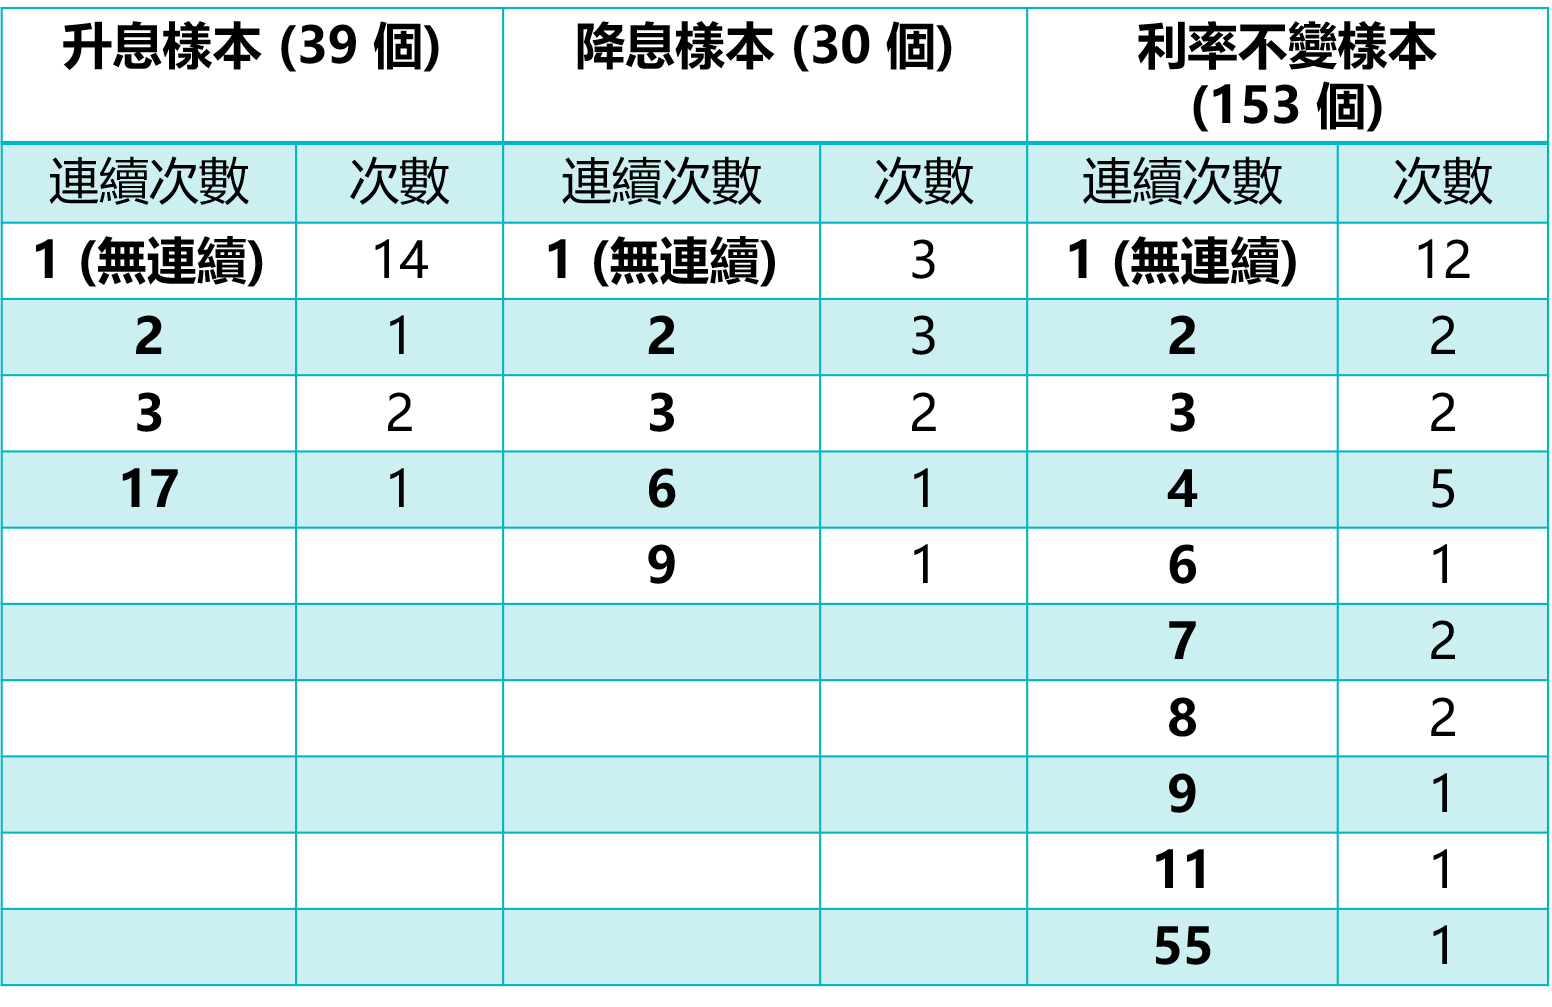 升息樣本 (39 個) 降息樣本 (30 個) 利率不變樣本
(153 個)
連續次數 次數 連續次數 次數 連續次數 次數
1 (無連續) 14 1 (無連續) 3 1 (無連續) 12
2 1 2 3 2 2
3 2 3 2 3 2
17 1 6 1 4 5
9 1 6 1
7 2
8 2
9 1
11 1
55 1